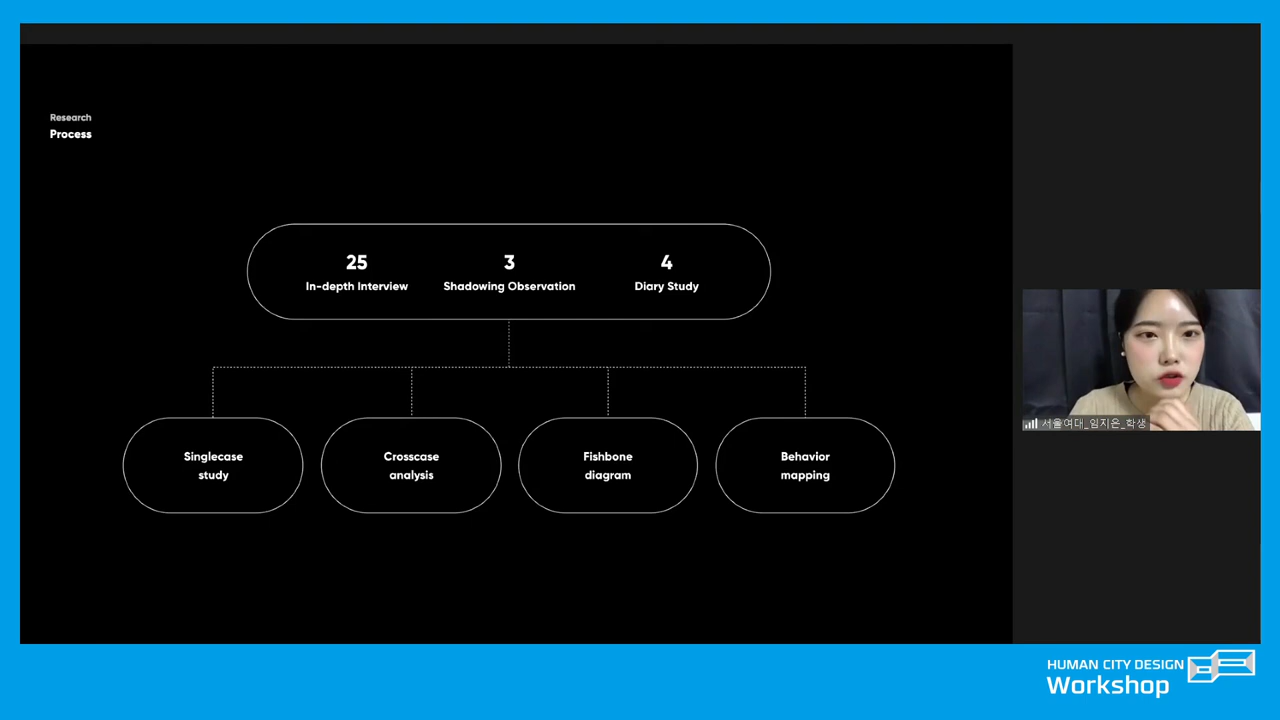 Research
Process
25
In-depth Interview
3
Shadowing Observation
4
Diary Study
Singlecase
study
Crosscase
analysis
Fishbone
diagram
Behavior
mapping
서울여대_임지은_학생
HUMAN CITY DESIGN
Workshop